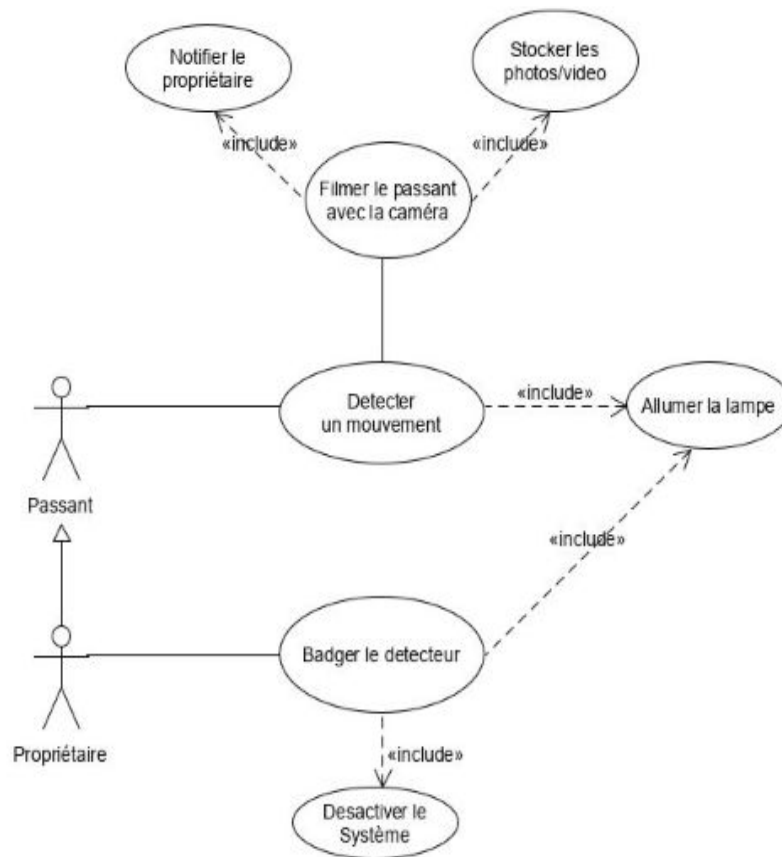 Notifier le
propriétaire
Stocker les
photos/video
«include»
«include»
Filmer le passant
avec la caméra
Detecter
un mouvement
«include»
Allumer la lampe
Passant
«include»
Badger le detecteur
Propriétaire
«include»
Desactiver le
Système